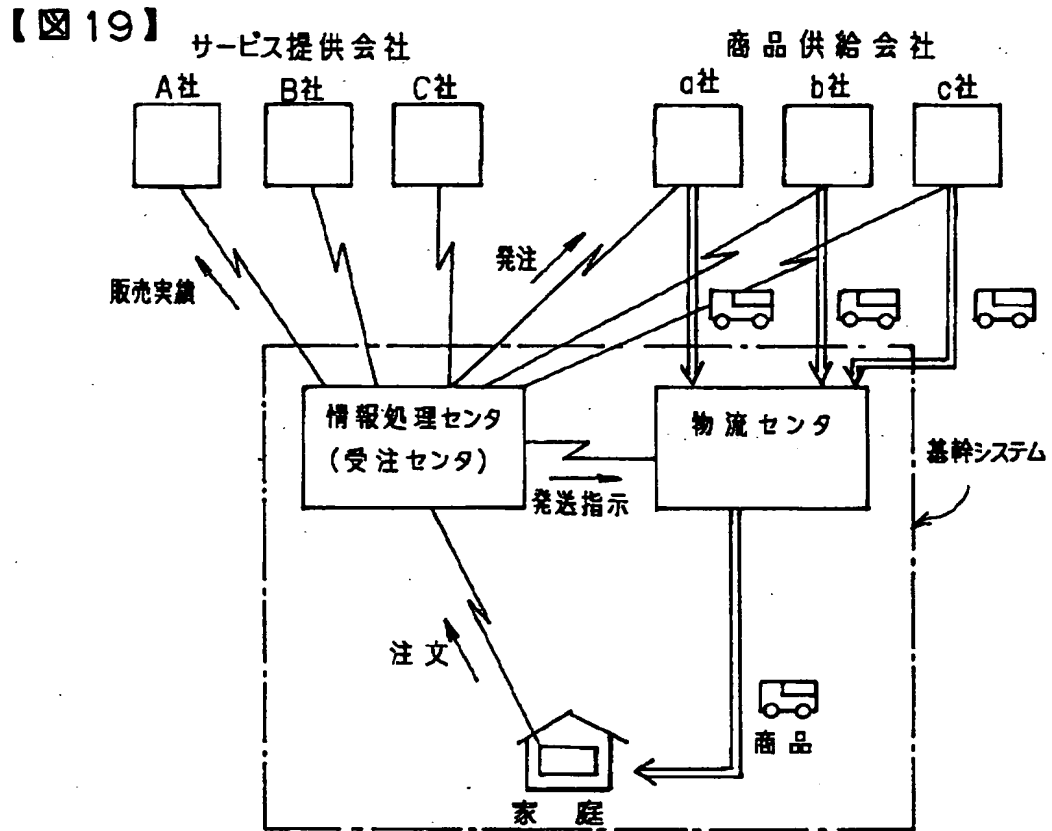 【図19】
サービス提供会社
商品供給会社
A社
B社
C社
a社
b社
c社
発注
販売実績
情報処理センタ
(受注センタ)
物流センタ
基幹システム
発送指示
注文
商品
家庭